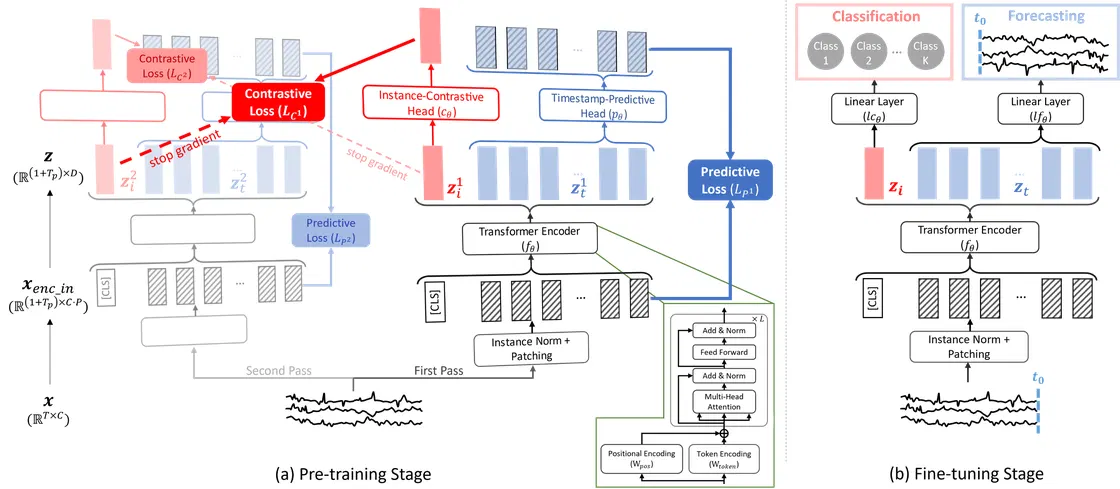 Contrastive
Loss (L_C²)
...
Contrastive
Loss (L_C¹)
Instance-Contrastive
Head (c_θ)
...
Timestamp-Predictive
Head (p_θ)
stop gradient
stop gradient
z
(ℝ^(1+T_p)×D)
z_i²
z_t²
...
z_i¹
z_t¹
...
Predictive
Loss (L_P²)
Predictive
Loss (L_P¹)
Transformer Encoder
(f_θ)
x_enc_in
(ℝ^(1+T_p)×C·P)
[CLS]
...
[CLS]
...
Instance Norm +
Patching
Second Pass
First Pass
x
(ℝ^T×C)
× L
Add & Norm
Feed Forward
Add & Norm
Multi-Head
Attention
Positional Encoding
(W_pos)
Token Encoding
(W_token)
(a) Pre-training Stage
Classification
Class
1
Class
2
...
Class
K
Forecasting
t_0
Linear Layer
(lc_θ)
Linear Layer
(lf_θ)
z_i
z_t
...
Transformer Encoder
(f_θ)
[CLS]
...
Instance Norm +
Patching
t_0
(b) Fine-tuning Stage